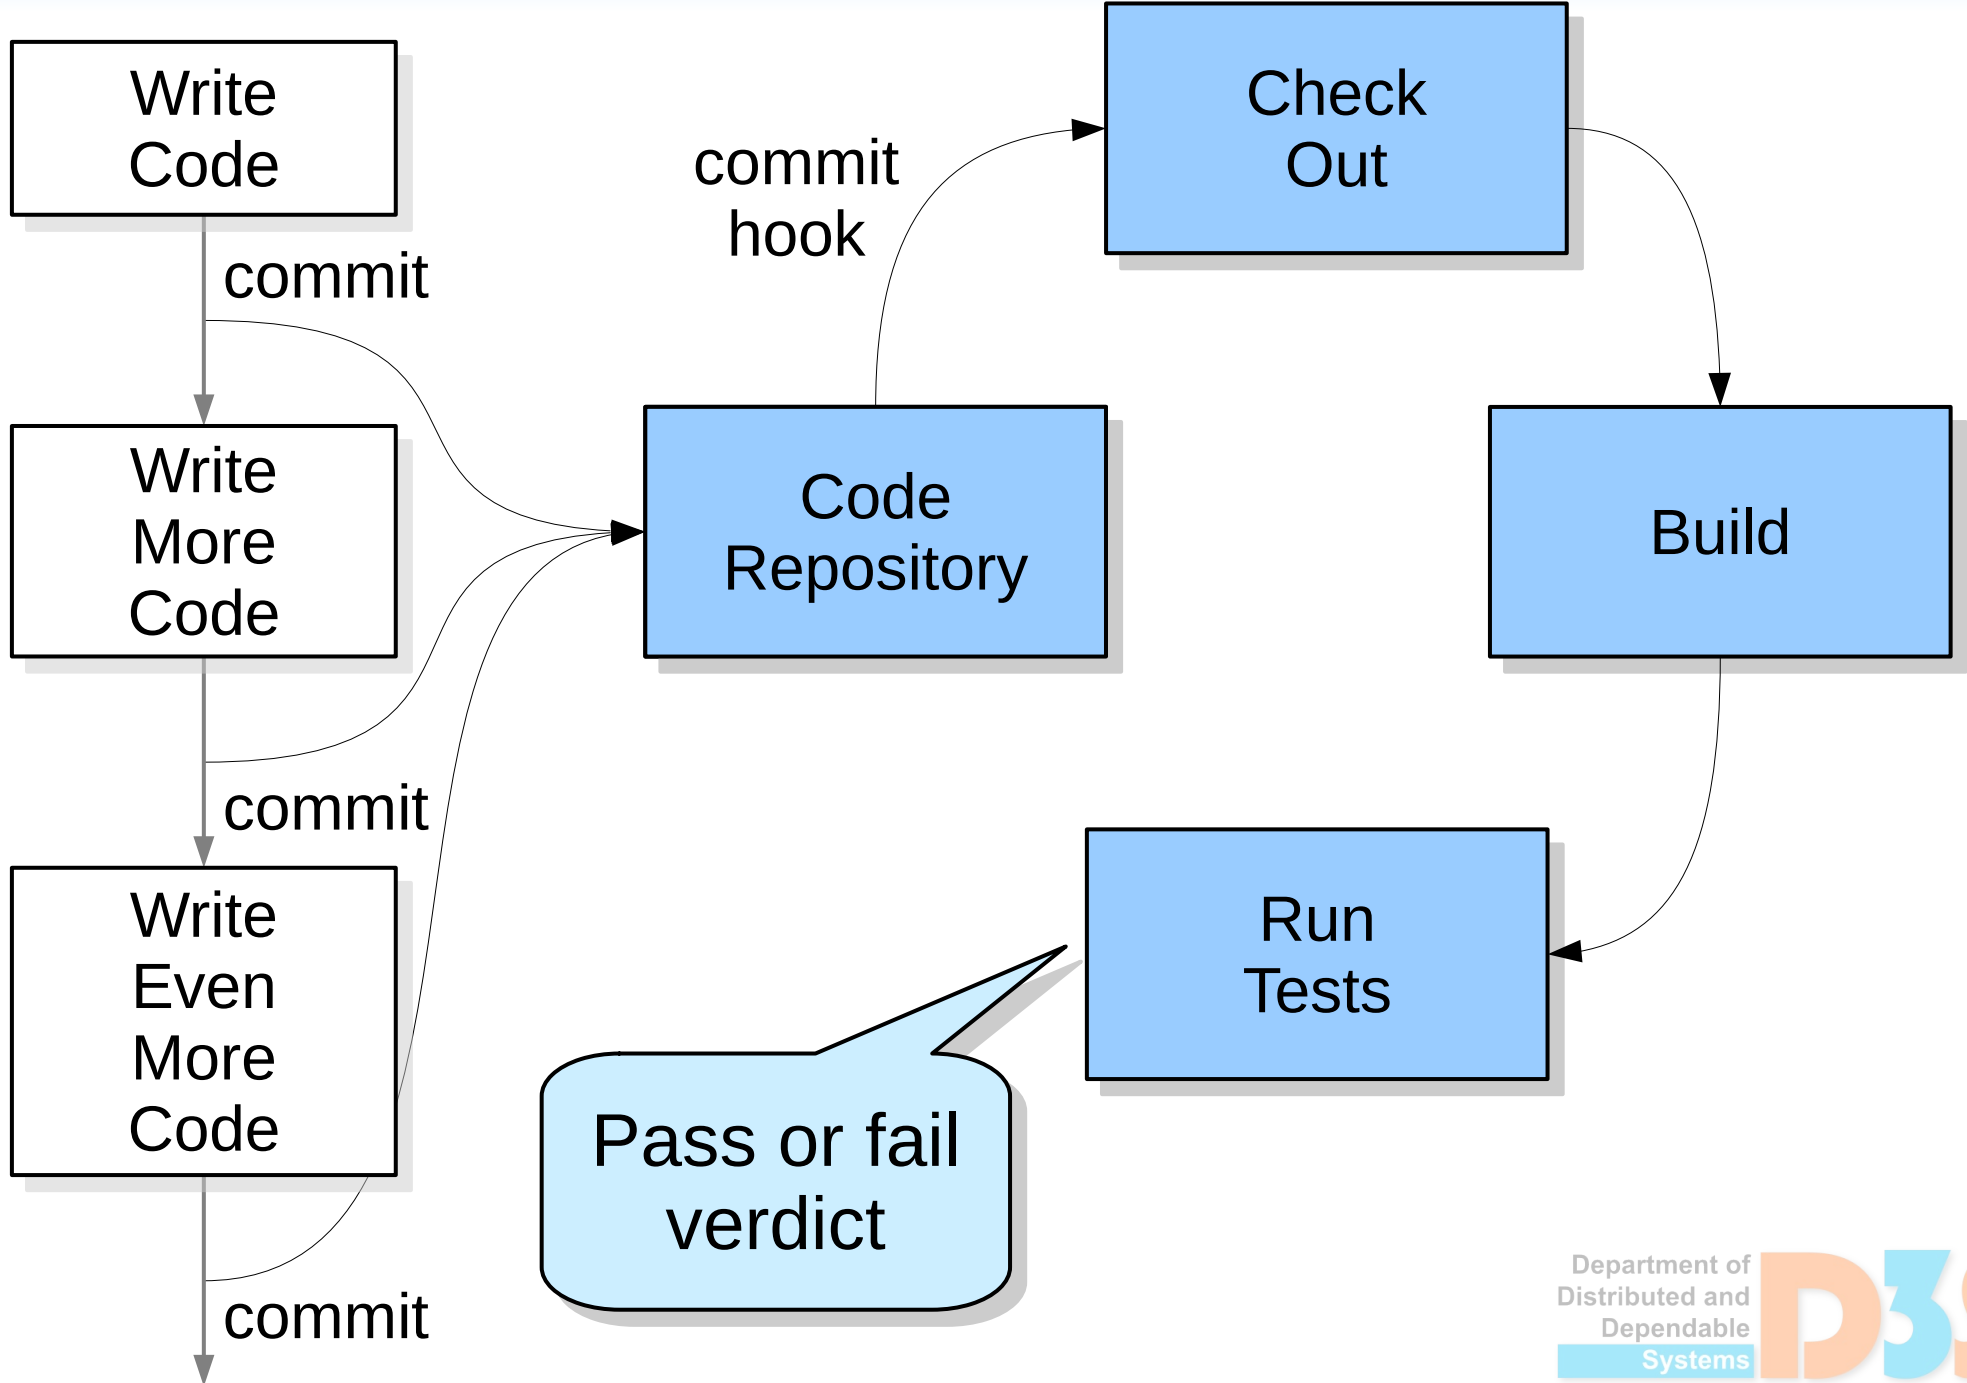 Write
Code
commit
Write
More
Code
commit
Write
Even
More
Code
commit
Code
Repository
commit
hook
Check
Out
Build
Run
Tests
Pass or fail
verdict
Department of
Distributed and
Dependable
Systems
D3S